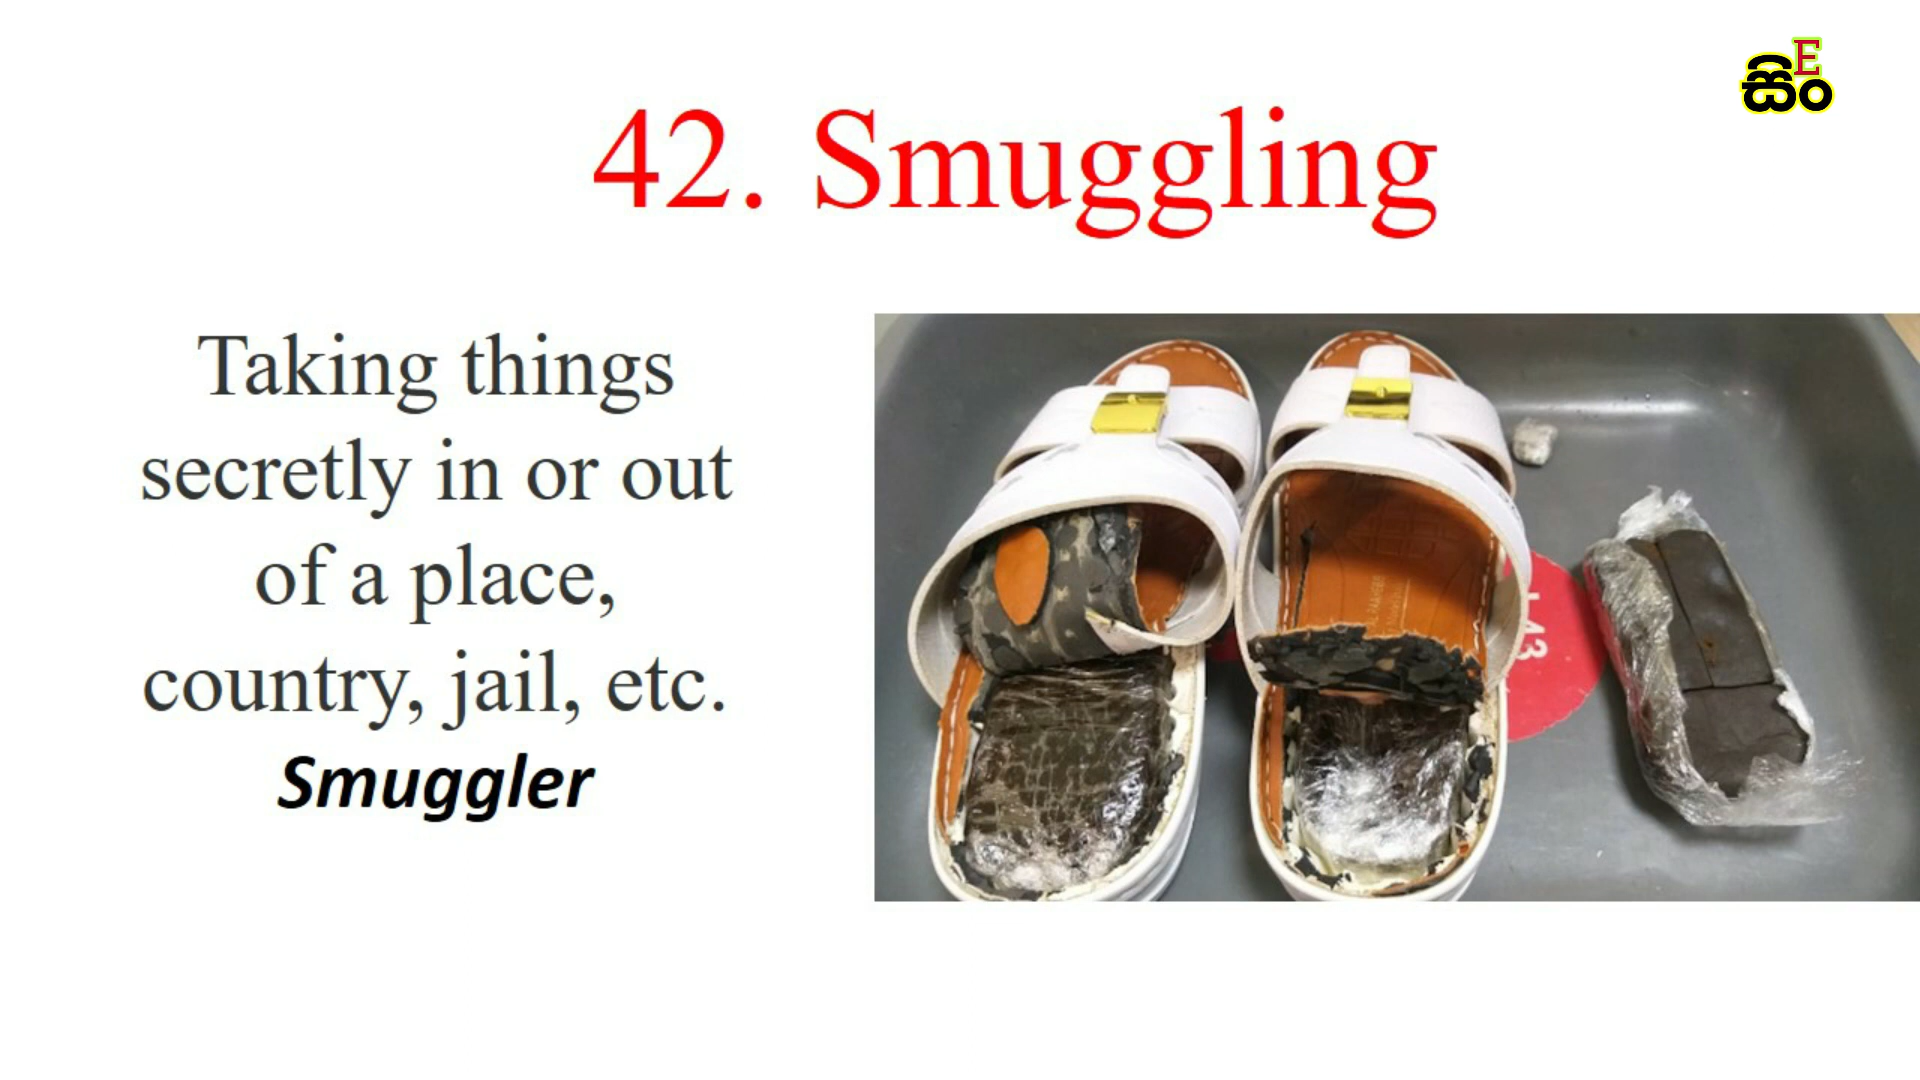 සිංE
42. Smuggling
Taking things
secretly in or out
of a place,
country, jail, etc.
Smuggler